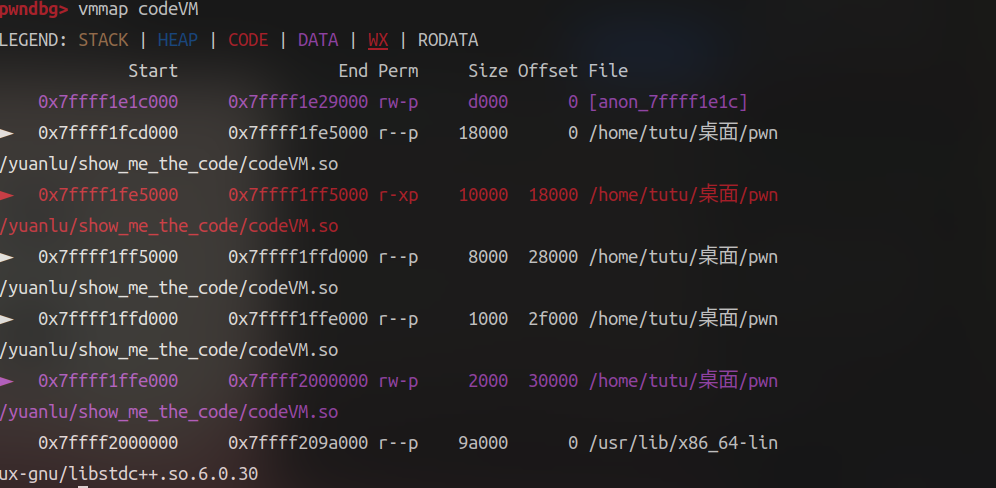 pwndbg> vmmap codeVM
LEGEND: STACK | HEAP | CODE | DATA | WX | RODATA
Start End Perm Size Offset File
0x7ffff1e1c000 0x7ffff1e29000 rw-p d000 0 [anon_7ffff1e1c]
► 0x7ffff1fcd000 0x7ffff1fe5000 r--p 18000 0 /home/tutu/桌面/pwn
/yuanlu/show_me_the_code/codeVM.so
► 0x7ffff1fe5000 0x7ffff1ff5000 r-xp 10000 18000 /home/tutu/桌面/pwn
/yuanlu/show_me_the_code/codeVM.so
► 0x7ffff1ff5000 0x7ffff1ffd000 r--p 8000 28000 /home/tutu/桌面/pwn
/yuanlu/show_me_the_code/codeVM.so
► 0x7ffff1ffd000 0x7ffff1ffe000 r--p 1000 2f000 /home/tutu/桌面/pwn
/yuanlu/show_me_the_code/codeVM.so
► 0x7ffff1ffe000 0x7ffff2000000 rw-p 2000 30000 /home/tutu/桌面/pwn
/yuanlu/show_me_the_code/codeVM.so
0x7ffff2000000 0x7ffff209a000 r--p 9a000 0 /usr/lib/x86_64-lin
ux-gnu/libstdc++.so.6.0.30